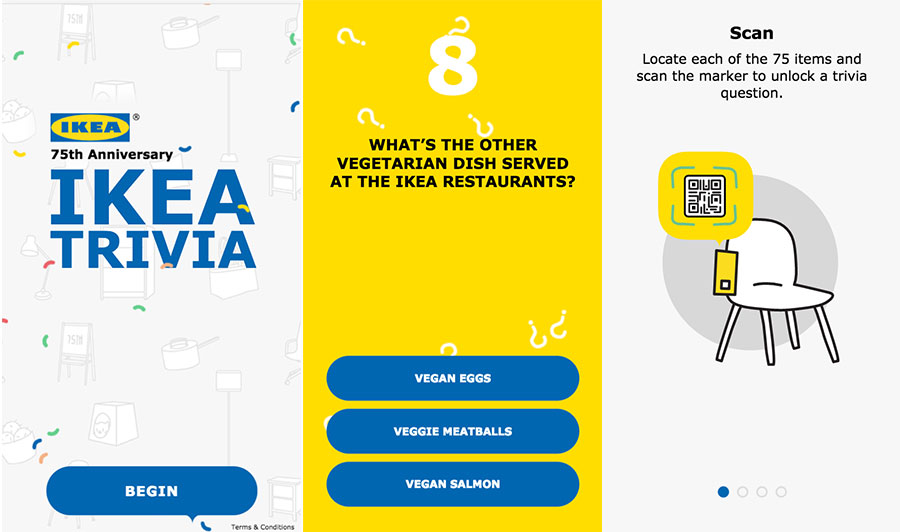 IKEA
®
75th Anniversary
IKEA
TRIVIA
BEGIN
Terms & Conditions
8
WHAT'S THE OTHER
VEGETARIAN DISH SERVED
AT THE IKEA RESTAURANTS?
VEGAN EGGS
VEGGIE MEATBALLS
VEGAN SALMON
Scan
Locate each of the 75 items and
scan the marker to unlock a trivia
question.